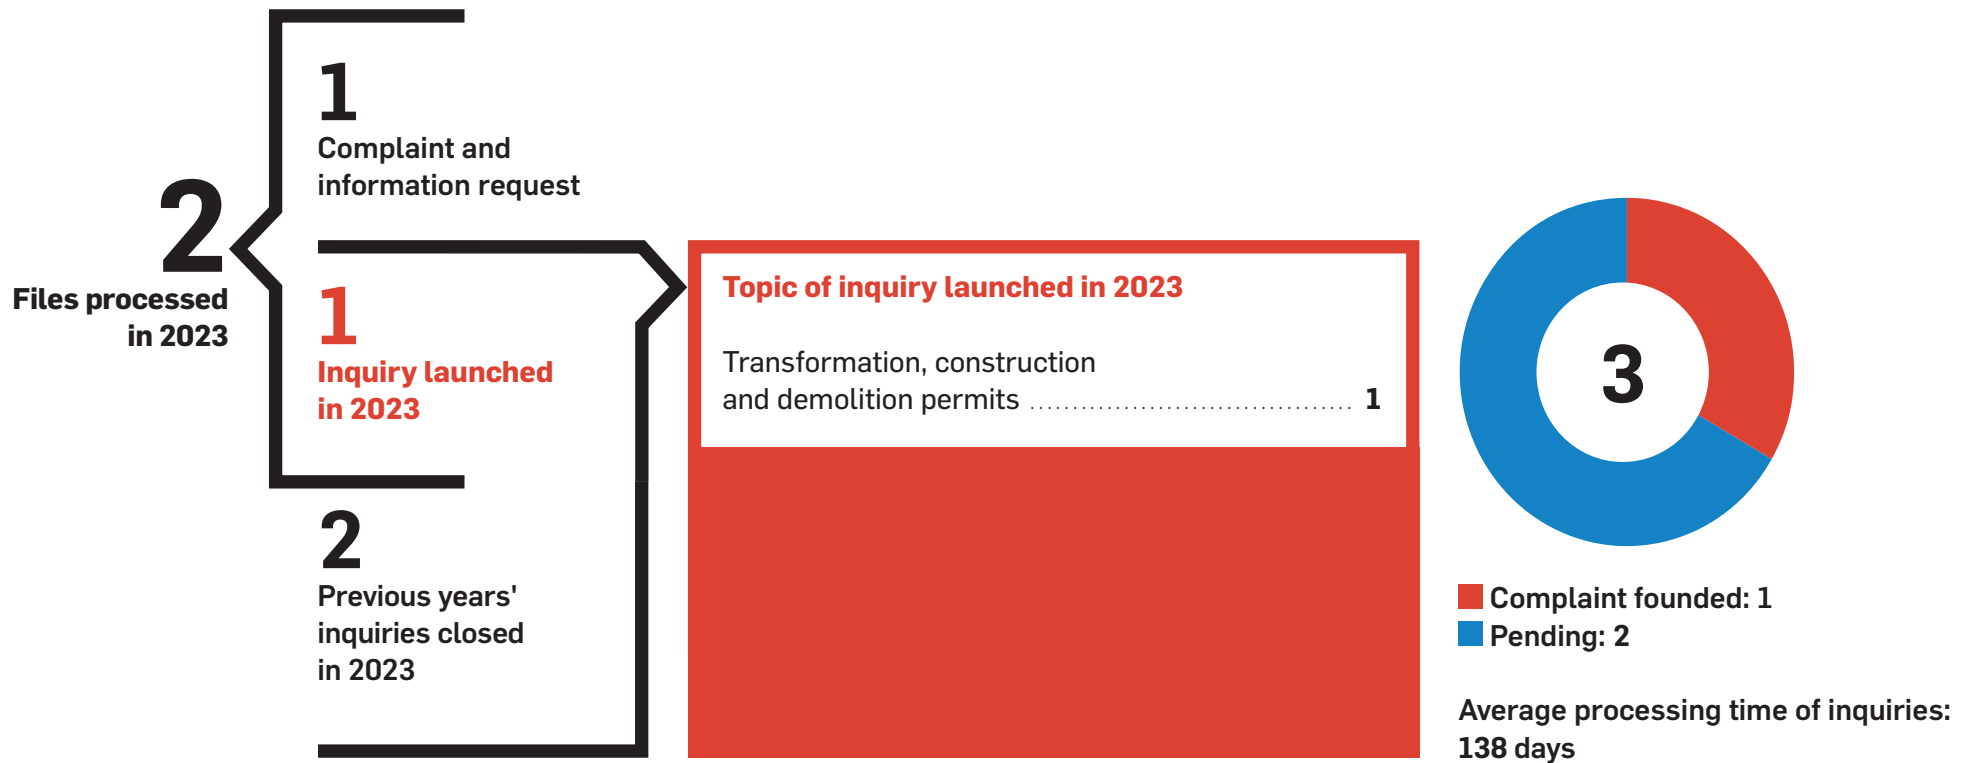 2
Files processed
in 2023
1
Complaint and
information request
1
Inquiry launched
in 2023
2
Previous years'
inquiries closed
in 2023
Topic of inquiry launched in 2023
Transformation, construction
and demolition permits ..................................... 1
3
Complaint founded: 1
Pending: 2
Average processing time of inquiries:
138 days